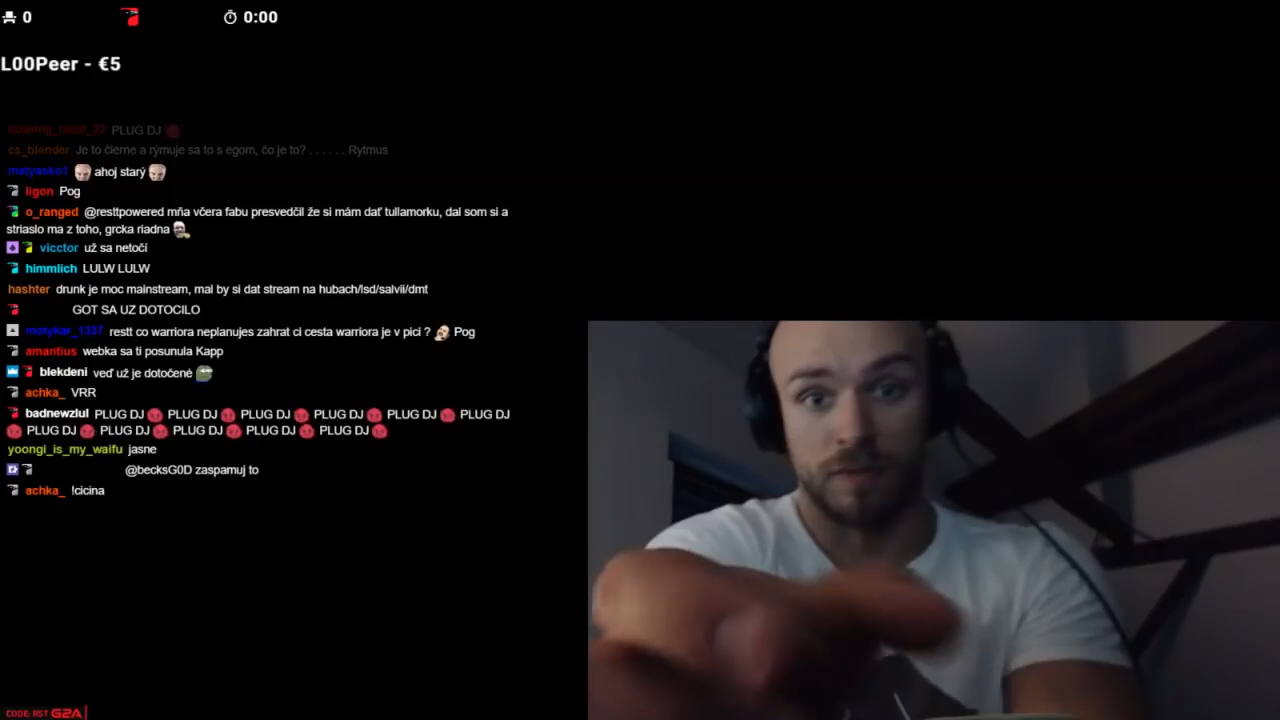 0
0:00
L00Peer - €5
PLUG DJ
cs_blender Je to čierne a rýmuje sa to s egom, čo je to? . . . . . . Rytmus
matyasko1 ahoj starý
ligon Pog
o_ranged @resttpowered mňa včera fabu presvedčil že si mám dať tullamorku, dal som si a
striaslo ma z toho, grcka riadna
vicctor už sa netočí
himmlich LULW LULW
hashter drunk je moc mainstream, mal by si dat stream na hubach/lsd/salvii/dmt
GOT SA UZ DOTOCILO
motykar_1337 restt co warriora neplanujes zahrat ci cesta warriora je v pici ? Pog
amantius webka sa ti posunula Kapp
blekdeni veď už je dotočené
achka_ VRR
badnewzlul PLUG DJ PLUG DJ PLUG DJ PLUG DJ PLUG DJ PLUG DJ
PLUG DJ PLUG DJ PLUG DJ PLUG DJ PLUG DJ
yoongi_is_my_waifu jasne
@becksG0D zaspamuj to
achka_ !cicina
CODE: RST G2A